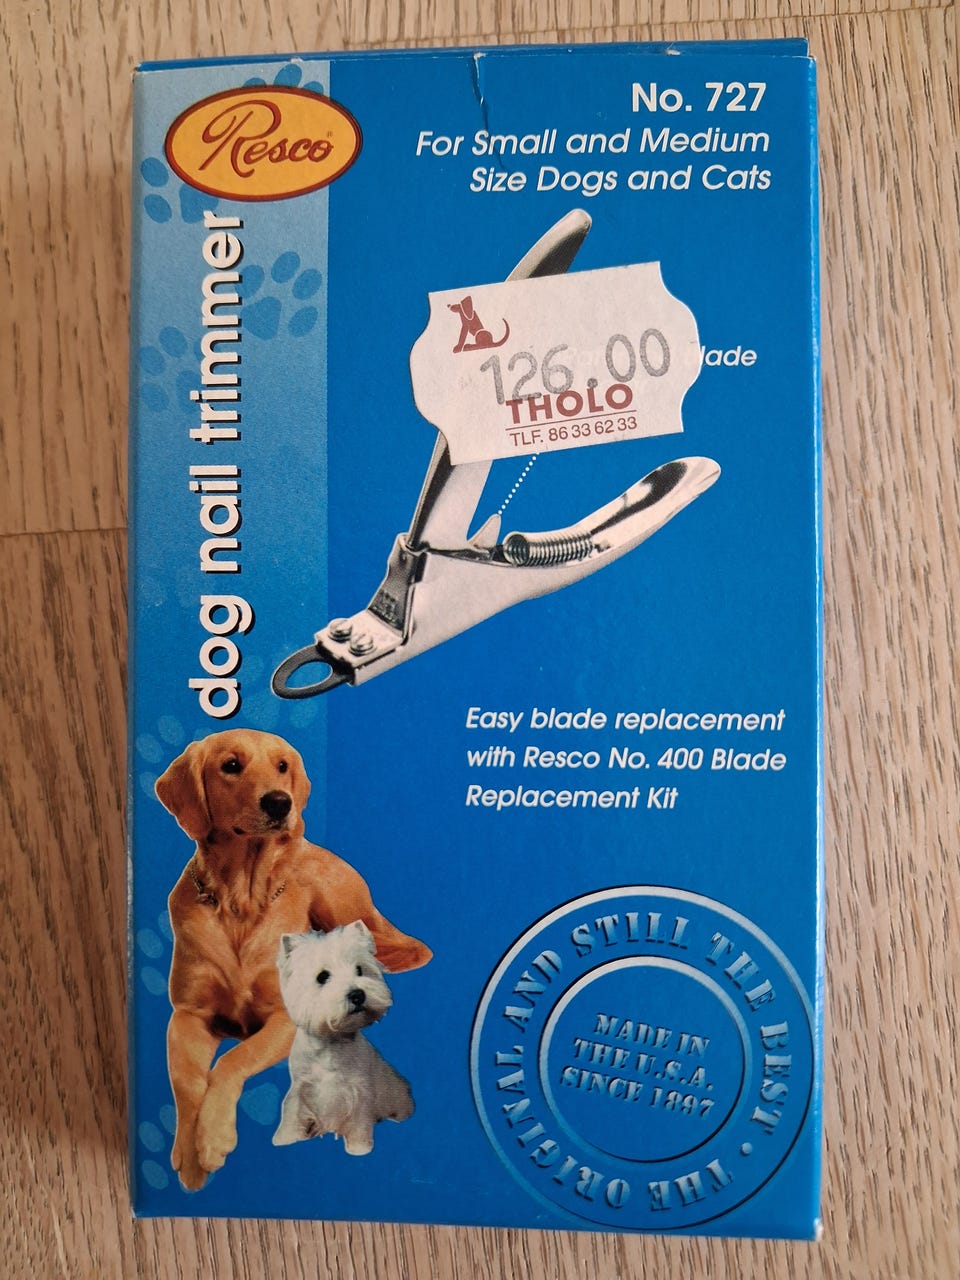 Resco®
dog nail trimmer
No. 727
For Small and Medium
Size Dogs and Cats
126.00
THOLO
TLF. 86 33 62 33
lade
Easy blade replacement
with Resco No. 400 Blade
Replacement Kit
THE ORIGINAL AND STILL THE BEST •
MADE IN
THE U.S.A.
SINCE 1897